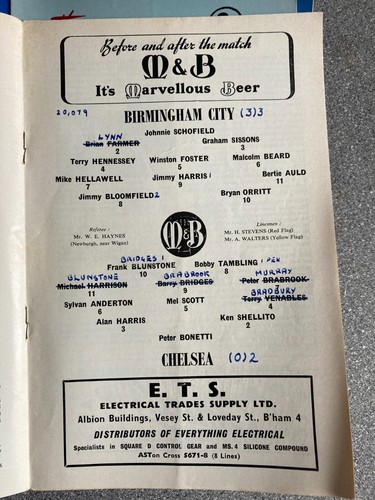 Before and after the match
M&B
It's Marvellous Beer
20,079
BIRMINGHAM CITY (3)3
Johnnie SCHOFIELD
LYNN
Brian FARMER
2
Graham SISSONS
3
Terry HENNESSEY
4
Winston FOSTER
5
Malcolm BEARD
6
Mike HELLAWELL
7
Jimmy HARRIS 1
9
Bertie AULD
11
Jimmy BLOOMFIELD 2
8
Bryan ORRITT
10
Referee :
Mr. W. E. HAYNES
(Newburgh, near Wigan)
M&B
Linesmen :
Mr. H. STEVENS (Red Flag)
Mr. A. WALTERS (Yellow Flag)
BRIDGES 1
Frank BLUNSTONE
10
Bobby TAMBLING 1 PEN
8
BLUNSTONE
Michael HARRISON
11
BRABROOK
Barry BRIDGES
9
MURRAY
Peter BRABROOK
7
Sylvan ANDERTON
6
Mel SCOTT
5
BRADBURY
Terry VENABLES
4
Alan HARRIS
3
Ken SHELLITO
2
Peter BONETTI
CHELSEA (0)2
E. T. S.
ELECTRICAL TRADES SUPPLY LTD.
Albion Buildings, Vesey St. & Loveday St., B'ham 4
DISTRIBUTORS OF EVERYTHING ELECTRICAL
Specialists in SQUARE D CONTROL GEAR and MS.4 SILICONE COMPOUND
ASTon Cross 5671-8 (8 Lines)